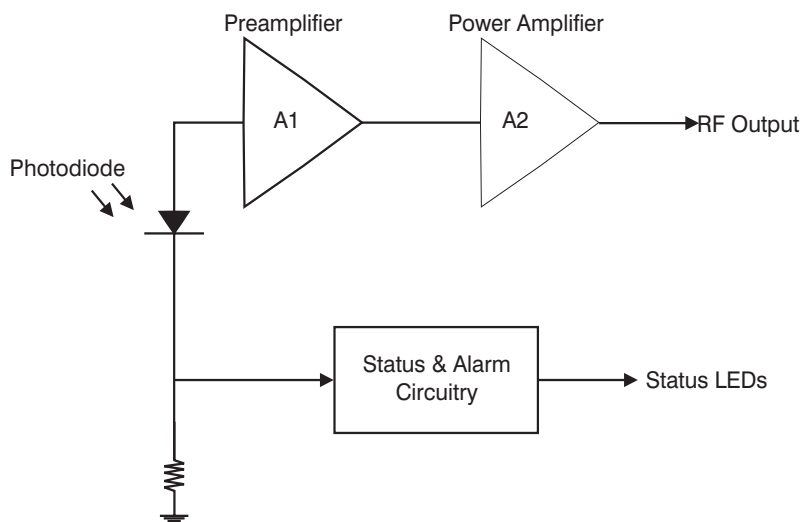 Preamplifier
Power Amplifier
A1
A2
RF Output
Photodiode
Status & Alarm
Circuitry
Status LEDs